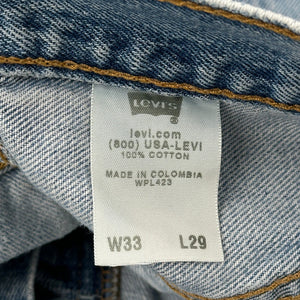 LEVI'S
®
levi.com
(800) USA-LEVI
100% COTTON
MADE IN COLOMBIA
WPL423
W33 L29